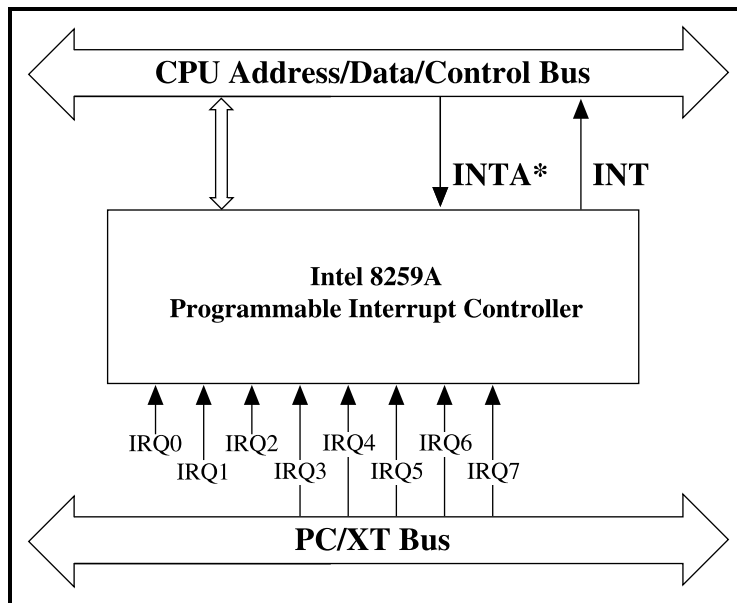 CPU Address/Data/Control Bus
INTA* INT
Intel 8259A
Programmable Interrupt Controller
IRQ0 IRQ2 IRQ4 IRQ6
IRQ1 IRQ3 IRQ5 IRQ7
PC/XT Bus